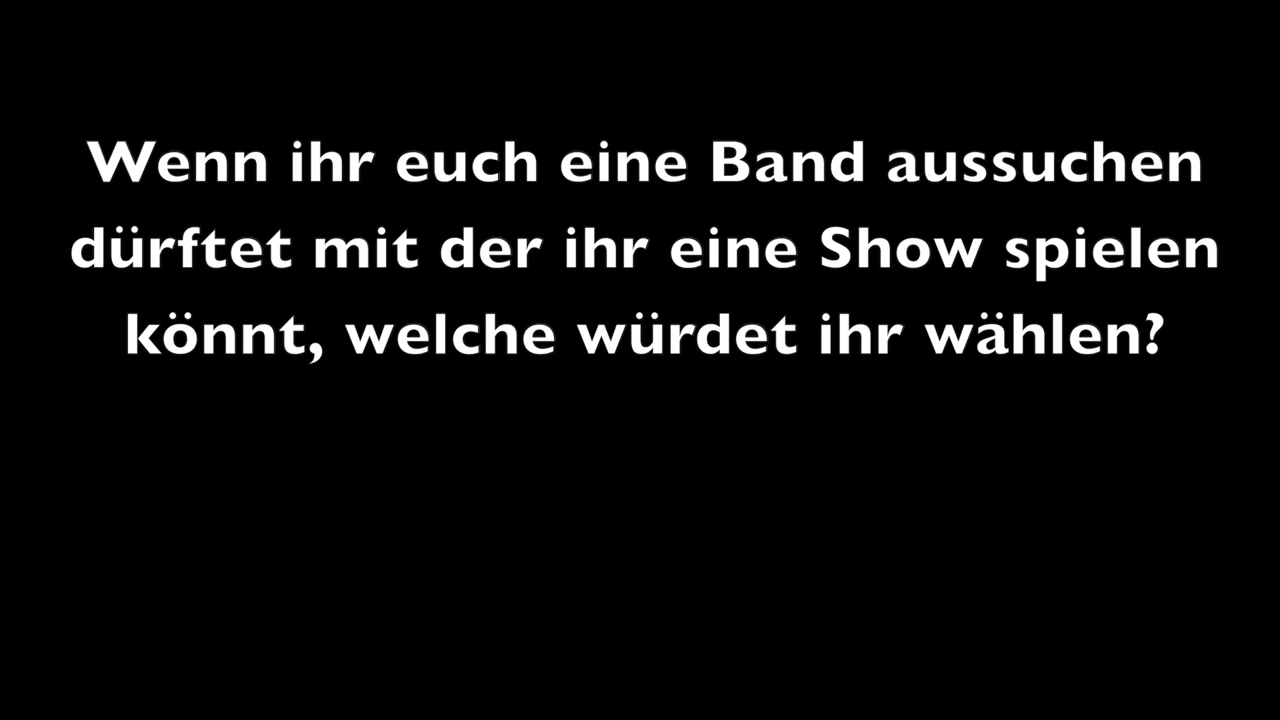 Wenn ihr euch eine Band aussuchen
dürftet mit der ihr eine Show spielen
könnt, welche würdet ihr wählen?